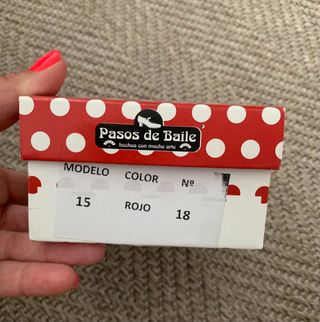 Pasos de Baile
hechos con mucho arte
MODELO COLOR Nº
15 ROJO 18